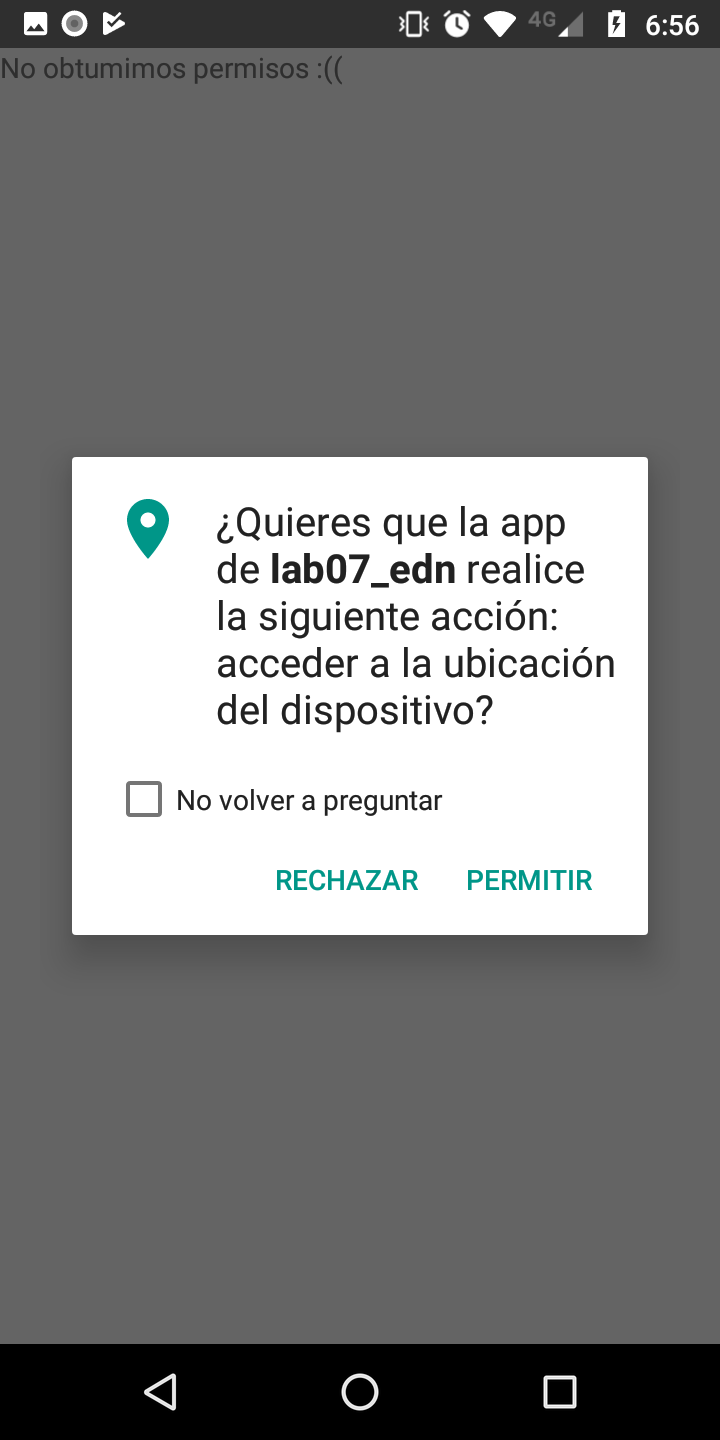 4G
6:56
No obtumimos permisos :((
¿Quieres que la app
de lab07_edn realice
la siguiente acción:
acceder a la ubicación
del dispositivo?
No volver a preguntar
RECHAZAR PERMITIR